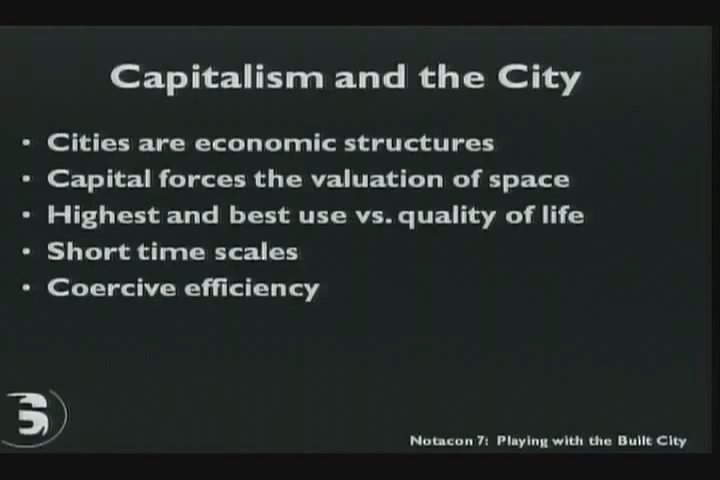 Capitalism and the City
• Cities are economic structures
• Capital forces the valuation of space
• Highest and best use vs. quality of life
• Short time scales
• Coercive efficiency
Notacon 7: Playing with the Built City